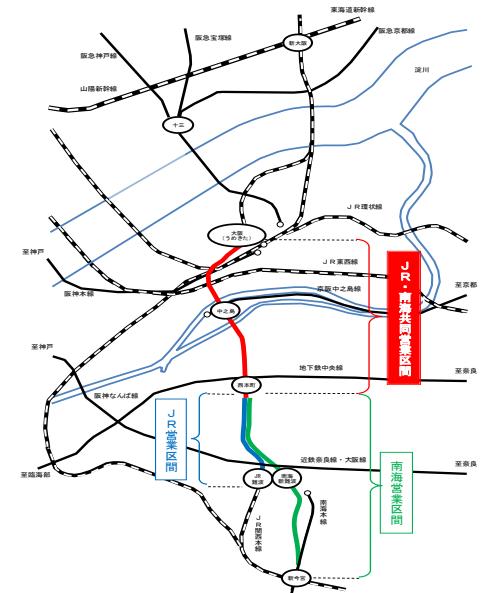 東海道新幹線
阪急宝塚線
阪急京都線
新大阪
阪急神戸線
淀川
山陽新幹線
十三
JR環状線
大阪
(うめきた)
至神戸
JR東西線
JR・南海共同営業区間
阪神本線
京阪中之島線
至京都
中之島
至神戸
地下鉄中央線
至奈良
西本町
阪神なんば線
JR営業区間
近鉄奈良線・大阪線
至奈良
南海営業区間
至臨海部
JR
難波
南海
新難波
南海本線
JR関西本線
新今宮